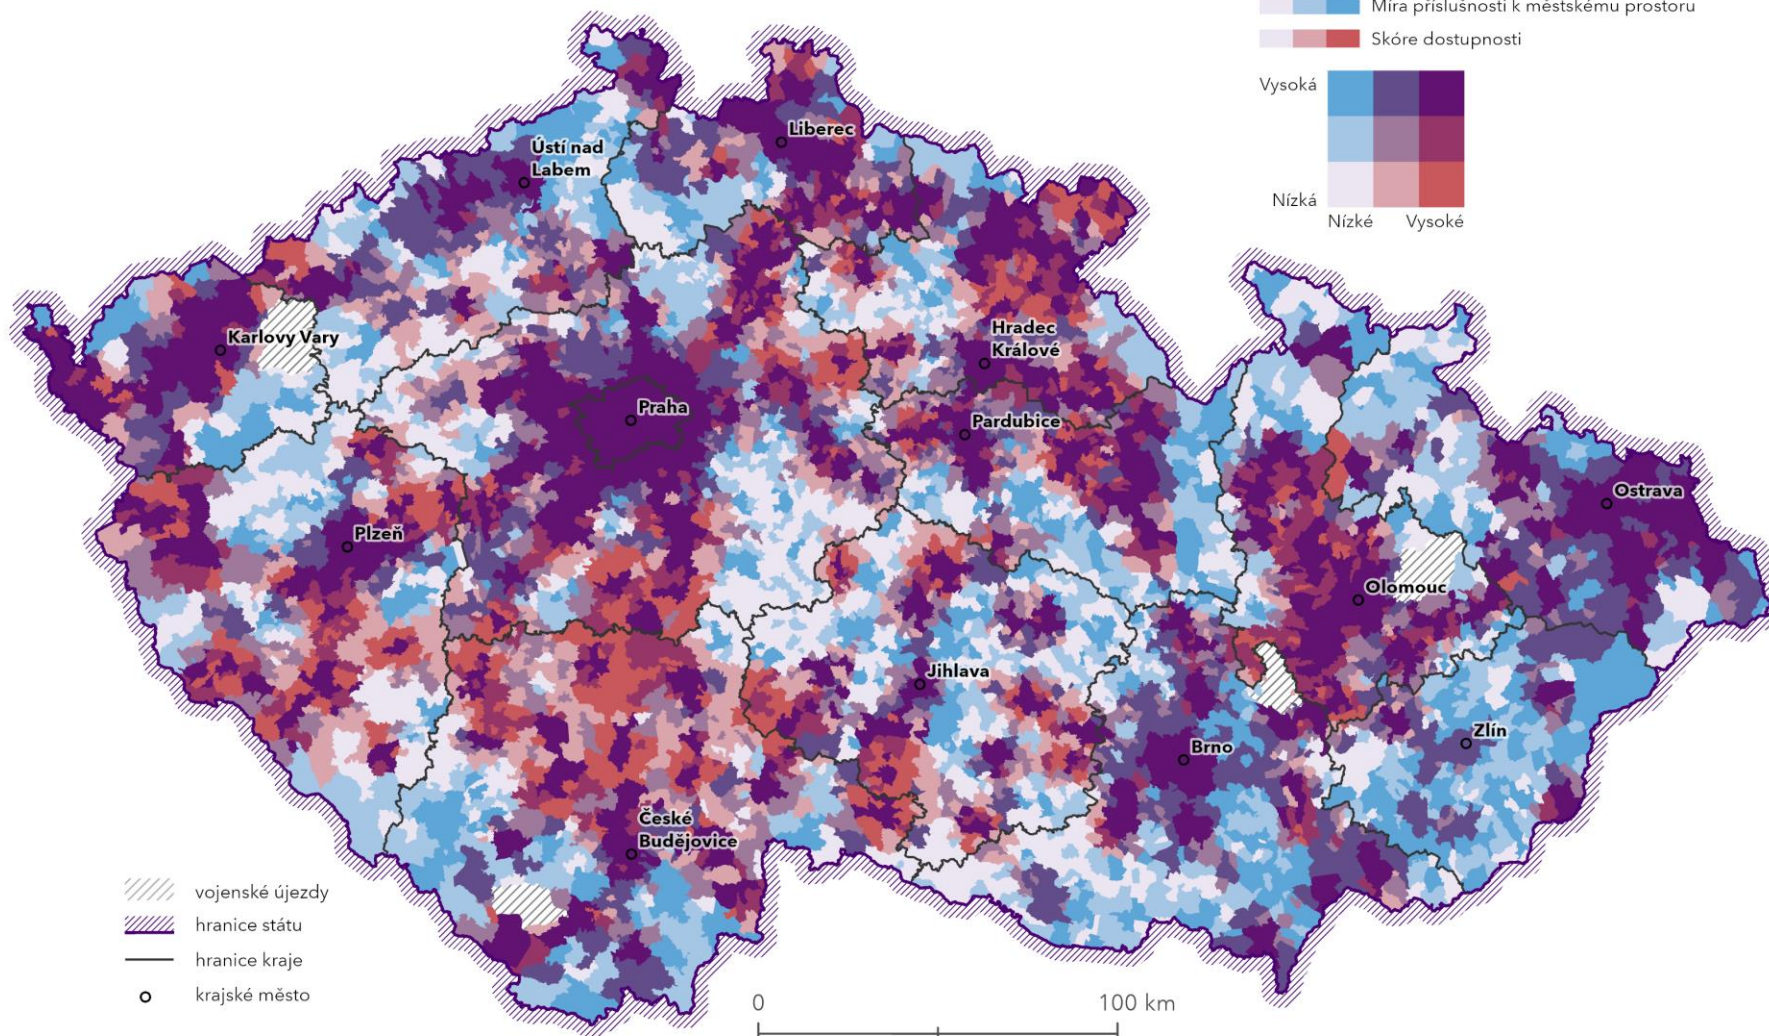 Míra příslušnosti k městskému prostoru
Skóre dostupnosti
Vysoká
Nízká
Nízké Vysoké
Liberec
Ústí nad
Labem
Karlovy Vary
Hradec
Králové
Praha
Pardubice
Ostrava
Plzeň
Olomouc
Jihlava
Zlín
Brno
České
Budějovice
vojenské újezdy
hranice státu
hranice kraje
krajské město
0 100 km